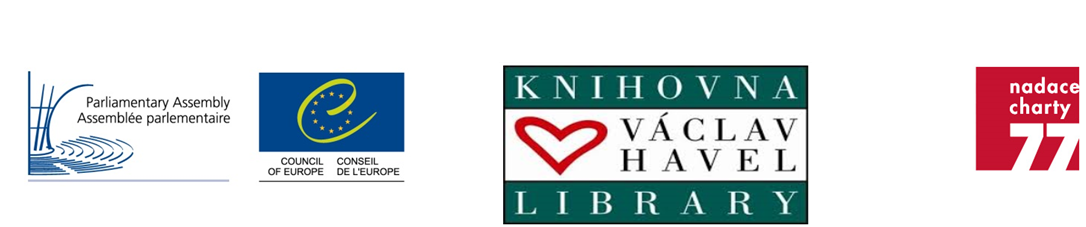 Parliamentary Assembly
Assemblée parlementaire
COUNCIL OF EUROPE
CONSEIL DE L'EUROPE
KNIHOVNA
VÁCLAV
HAVEL
LIBRARY
nadace
charty
77